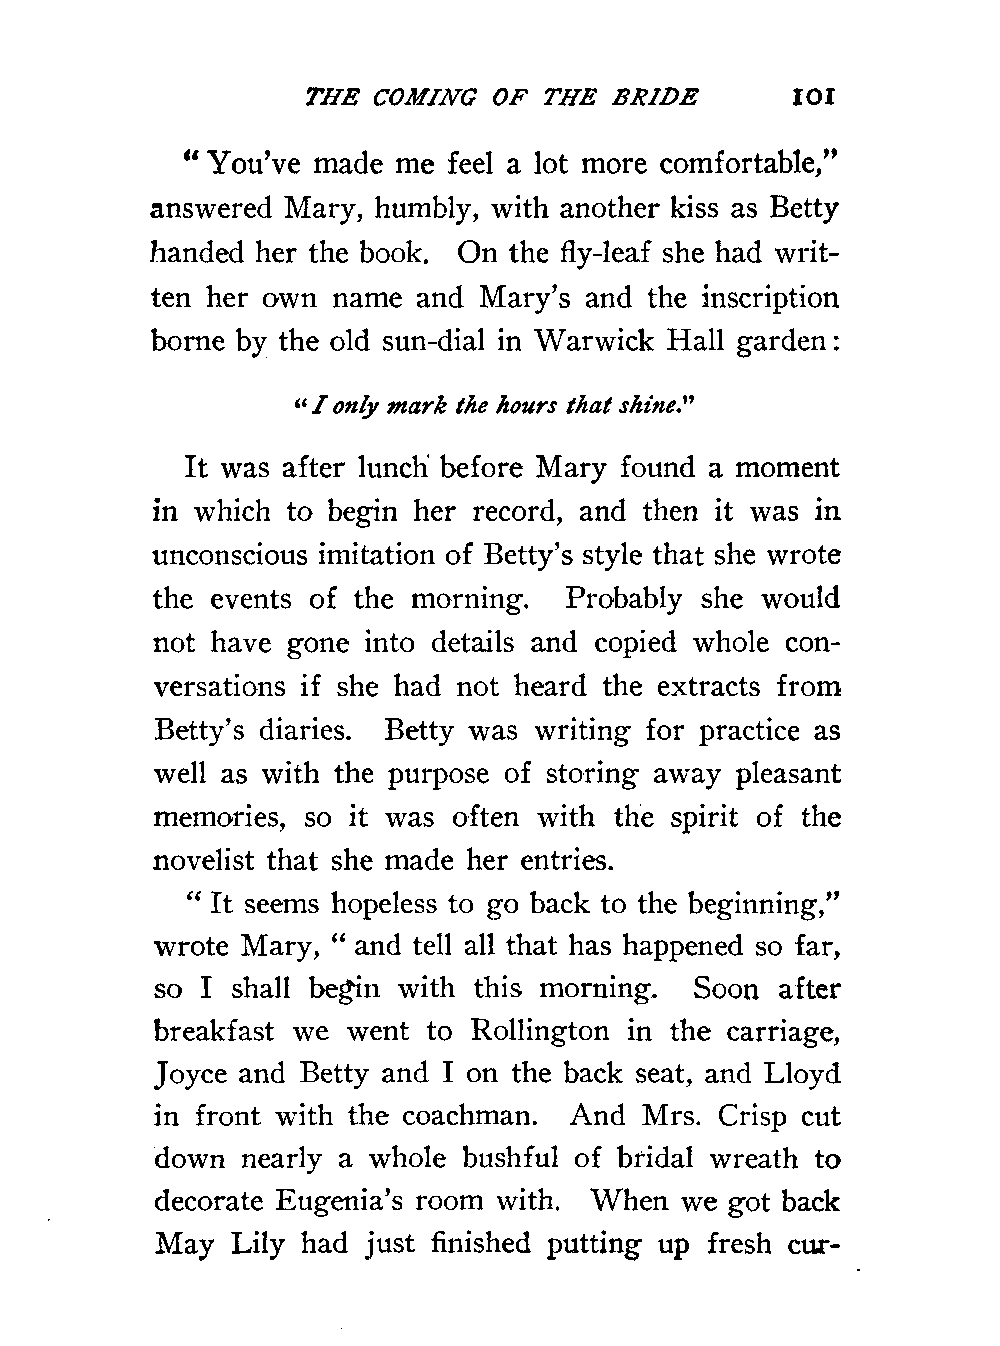 THE COMING OF THE BRIDE 101
“ You've made me feel a lot more comfortable,”
answered Mary, humbly, with another kiss as Betty
handed her the book. On the fly-leaf she had writ-
ten her own name and Mary's and the inscription
borne by the old sun-dial in Warwick Hall garden :
“ I only mark the hours that shine.”
It was after lunch before Mary found a moment
in which to begin her record, and then it was in
unconscious imitation of Betty's style that she wrote
the events of the morning. Probably she would
not have gone into details and copied whole con-
versations if she had not heard the extracts from
Betty's diaries. Betty was writing for practice as
well as with the purpose of storing away pleasant
memories, so it was often with the spirit of the
novelist that she made her entries.
“ It seems hopeless to go back to the beginning,”
wrote Mary, “ and tell all that has happened so far,
so I shall begin with this morning. Soon after
breakfast we went to Rollington in the carriage,
Joyce and Betty and I on the back seat, and Lloyd
in front with the coachman. And Mrs. Crisp cut
down nearly a whole bushful of bridal wreath to
decorate Eugenia's room with. When we got back
May Lily had just finished putting up fresh cur-